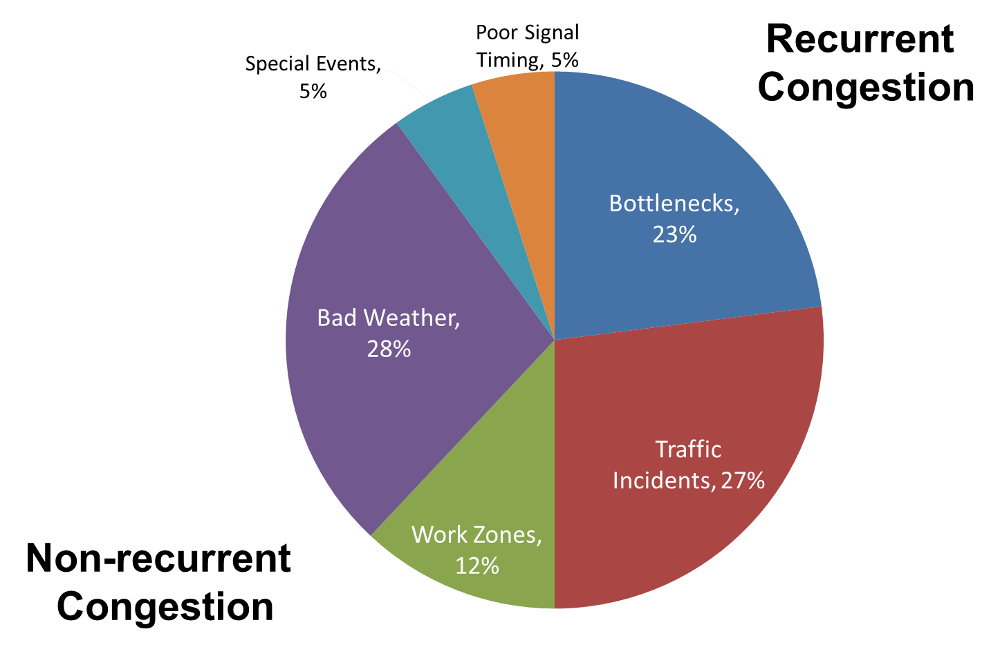 Recurrent
Congestion
Poor Signal
Timing, 5%
Special Events,
5%
Bottlenecks,
23%
Bad Weather,
28%
Traffic
Incidents, 27%
Work Zones,
12%
Non-recurrent
Congestion